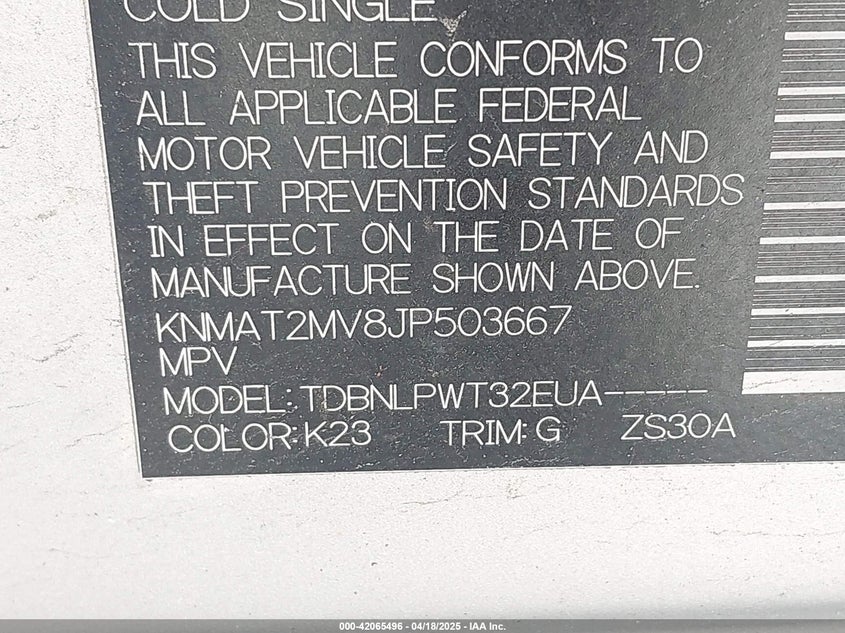 COLD SINGLE
THIS VEHICLE CONFORMS TO
ALL APPLICABLE FEDERAL
MOTOR VEHICLE SAFETY AND
THEFT PREVENTION STANDARDS
IN EFFECT ON THE DATE OF
MANUFACTURE SHOWN ABOVE.
KNMAT2MV8JP503667
MPV
MODEL:TDBNLPWT32EUA-----
COLOR:K23 TRIM:G ZS30A
000-42065496 - 04/18/2025 - IAA Inc.